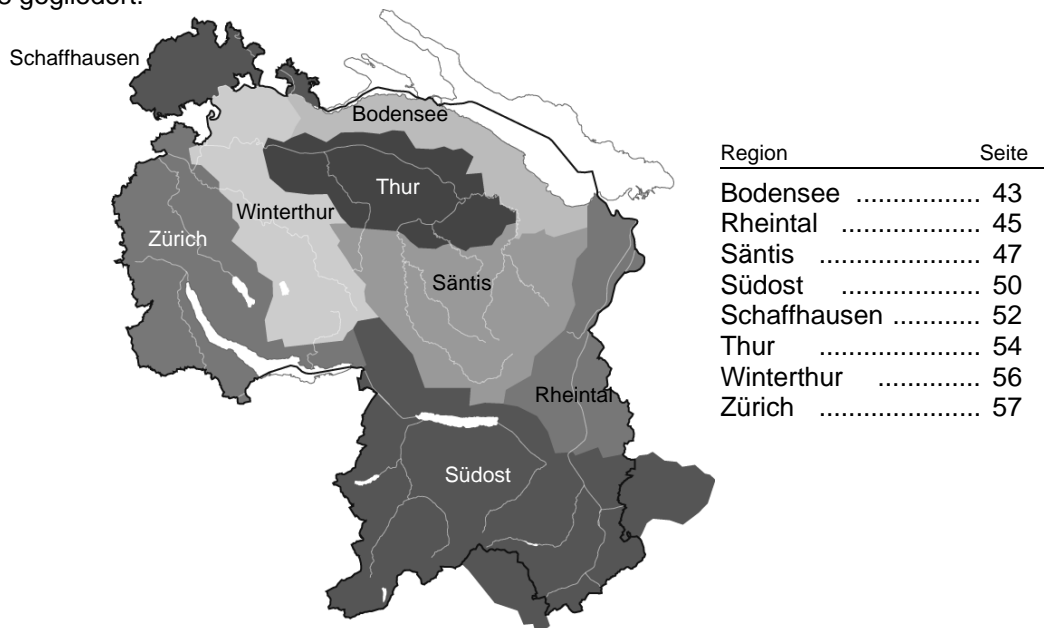 gegliedert.
Schaffhausen
Bodensee
Thur
Winterthur
Zürich
Säntis
Rheintal
Südost
Region Seite
Bodensee .................. 43
Rheintal .................... 45
Säntis ....................... 47
Südost ..................... 50
Schaffhausen ............ 52
Thur ....................... 54
Winterthur .............. 56
Zürich ...................... 57